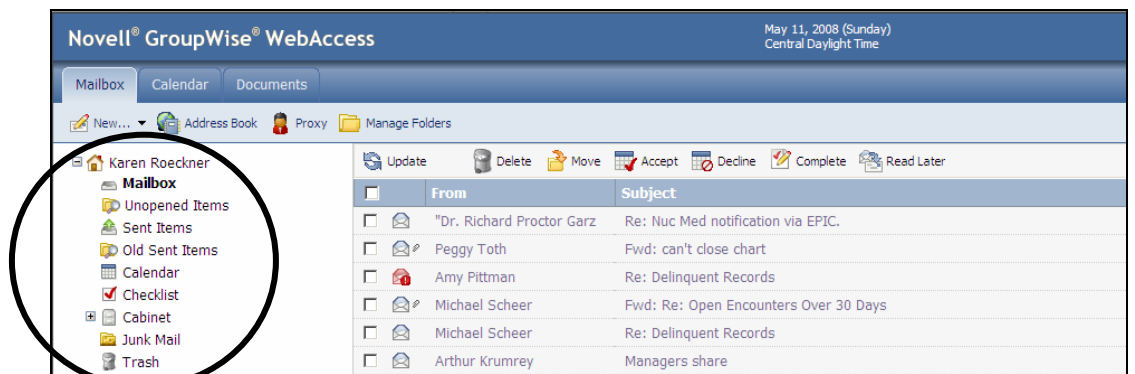 Novell® GroupWise® WebAccess
May 11, 2008 (Sunday)
Central Daylight Time
Mailbox Calendar Documents
New... Address Book Proxy Manage Folders
Karen Roeckner
Mailbox
Unopened Items
Sent Items
Old Sent Items
Calendar
Checklist
Cabinet
Junk Mail
Trash
Update Delete Move Accept Decline Complete Read Later
From Subject
"Dr. Richard Proctor Garz Re: Nuc Med notification via EPIC.
Peggy Toth Fwd: can't close chart
Amy Pittman Re: Delinquent Records
Michael Scheer Fwd: Re: Open Encounters Over 30 Days
Michael Scheer Re: Delinquent Records
Arthur Krumrey Managers share